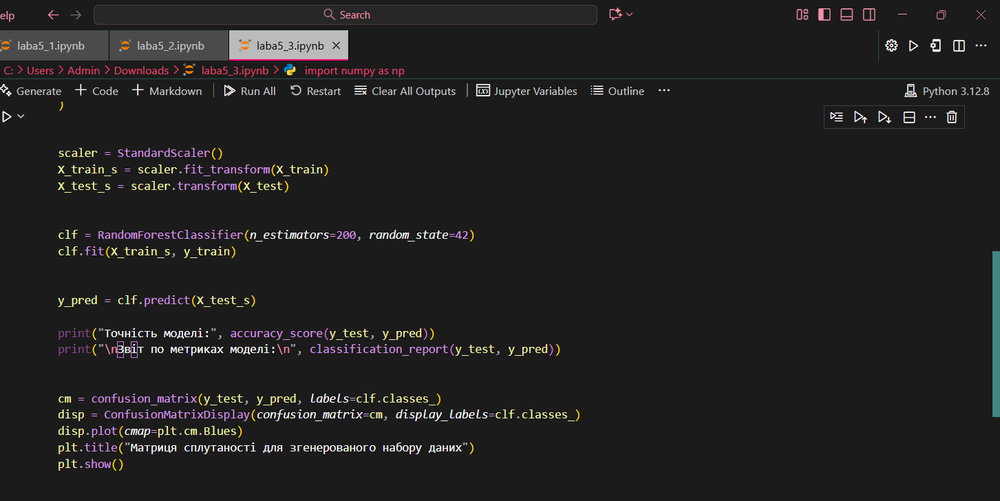 elp
Search
laba5_1.ipynb laba5_2.ipynb laba5_3.ipynb
C: > Users > Admin > Downloads > laba5_3.ipynb > import numpy as np
Generate + Code + Markdown Run All Restart Clear All Outputs Jupyter Variables Outline ... Python 3.12.8
)
scaler = StandardScaler()
X_train_s = scaler.fit_transform(X_train)
X_test_s = scaler.transform(X_test)
clf = RandomForestClassifier(n_estimators=200, random_state=42)
clf.fit(X_train_s, y_train)
y_pred = clf.predict(X_test_s)
print("Точність моделі:", accuracy_score(y_test, y_pred))
print("\nЗвіт по метриках моделі:\n", classification_report(y_test, y_pred))
cm = confusion_matrix(y_test, y_pred, labels=clf.classes_)
disp = ConfusionMatrixDisplay(confusion_matrix=cm, display_labels=clf.classes_)
disp.plot(cmap=plt.cm.Blues)
plt.title("Матриця сплутаності для згенерованого набору даних")
plt.show()